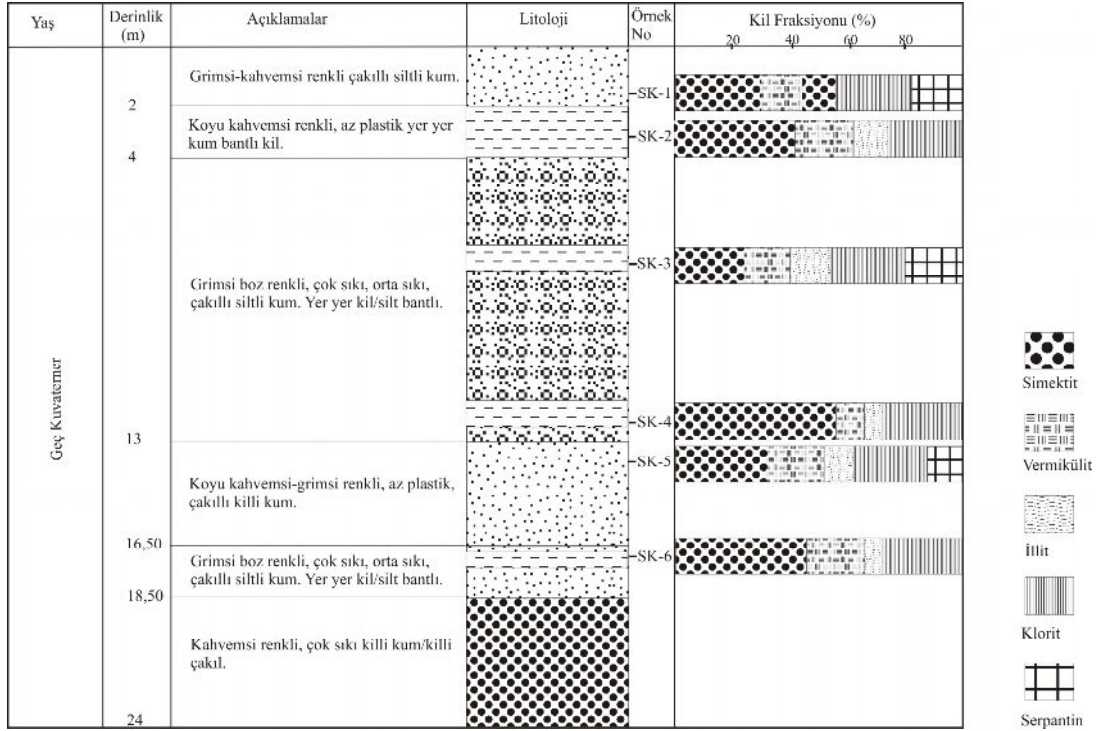 Yaş
Derinlik
(m)
Açıklamalar
Litoloji
Örnek
No
Kil Fraksiyonu (%)
20 40 60 80
Geç Kuvaterner
Grimsi-kahvemsi renkli çakıllı siltli kum.
SK-1
2
Koyu kahvemsi renkli, az plastik yer yer
kum bantlı kil.
SK-2
4
Grimsi boz renkli, çok sıkı, orta sıkı,
çakıllı siltli kum. Yer yer kil/silt bantlı.
SK-3
SK-4
13
SK-5
Koyu kahvemsi-grimsi renkli, az plastik,
çakıllı killi kum.
16,50
Grimsi boz renkli, çok sıkı, orta sıkı,
çakıllı siltli kum. Yer yer kil/silt bantlı.
SK-6
18,50
Kahvemsi renkli, çok sıkı killi kum/killi
çakıl.
24
Simektit
Vermikülit
İllit
Klorit
Serpantin